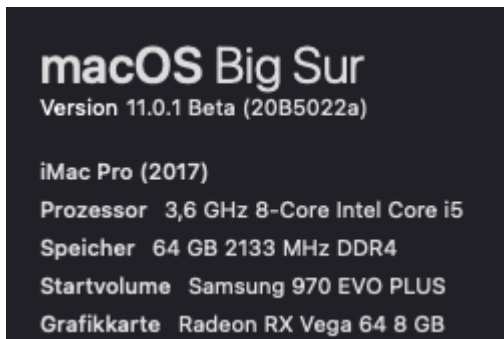 macOS Big Sur
Version 11.0.1 Beta (20B5022a)
iMac Pro (2017)
Prozessor 3,6 GHz 8-Core Intel Core i5
Speicher 64 GB 2133 MHz DDR4
Startvolume Samsung 970 EVO PLUS
Grafikkarte Radeon RX Vega 64 8 GB